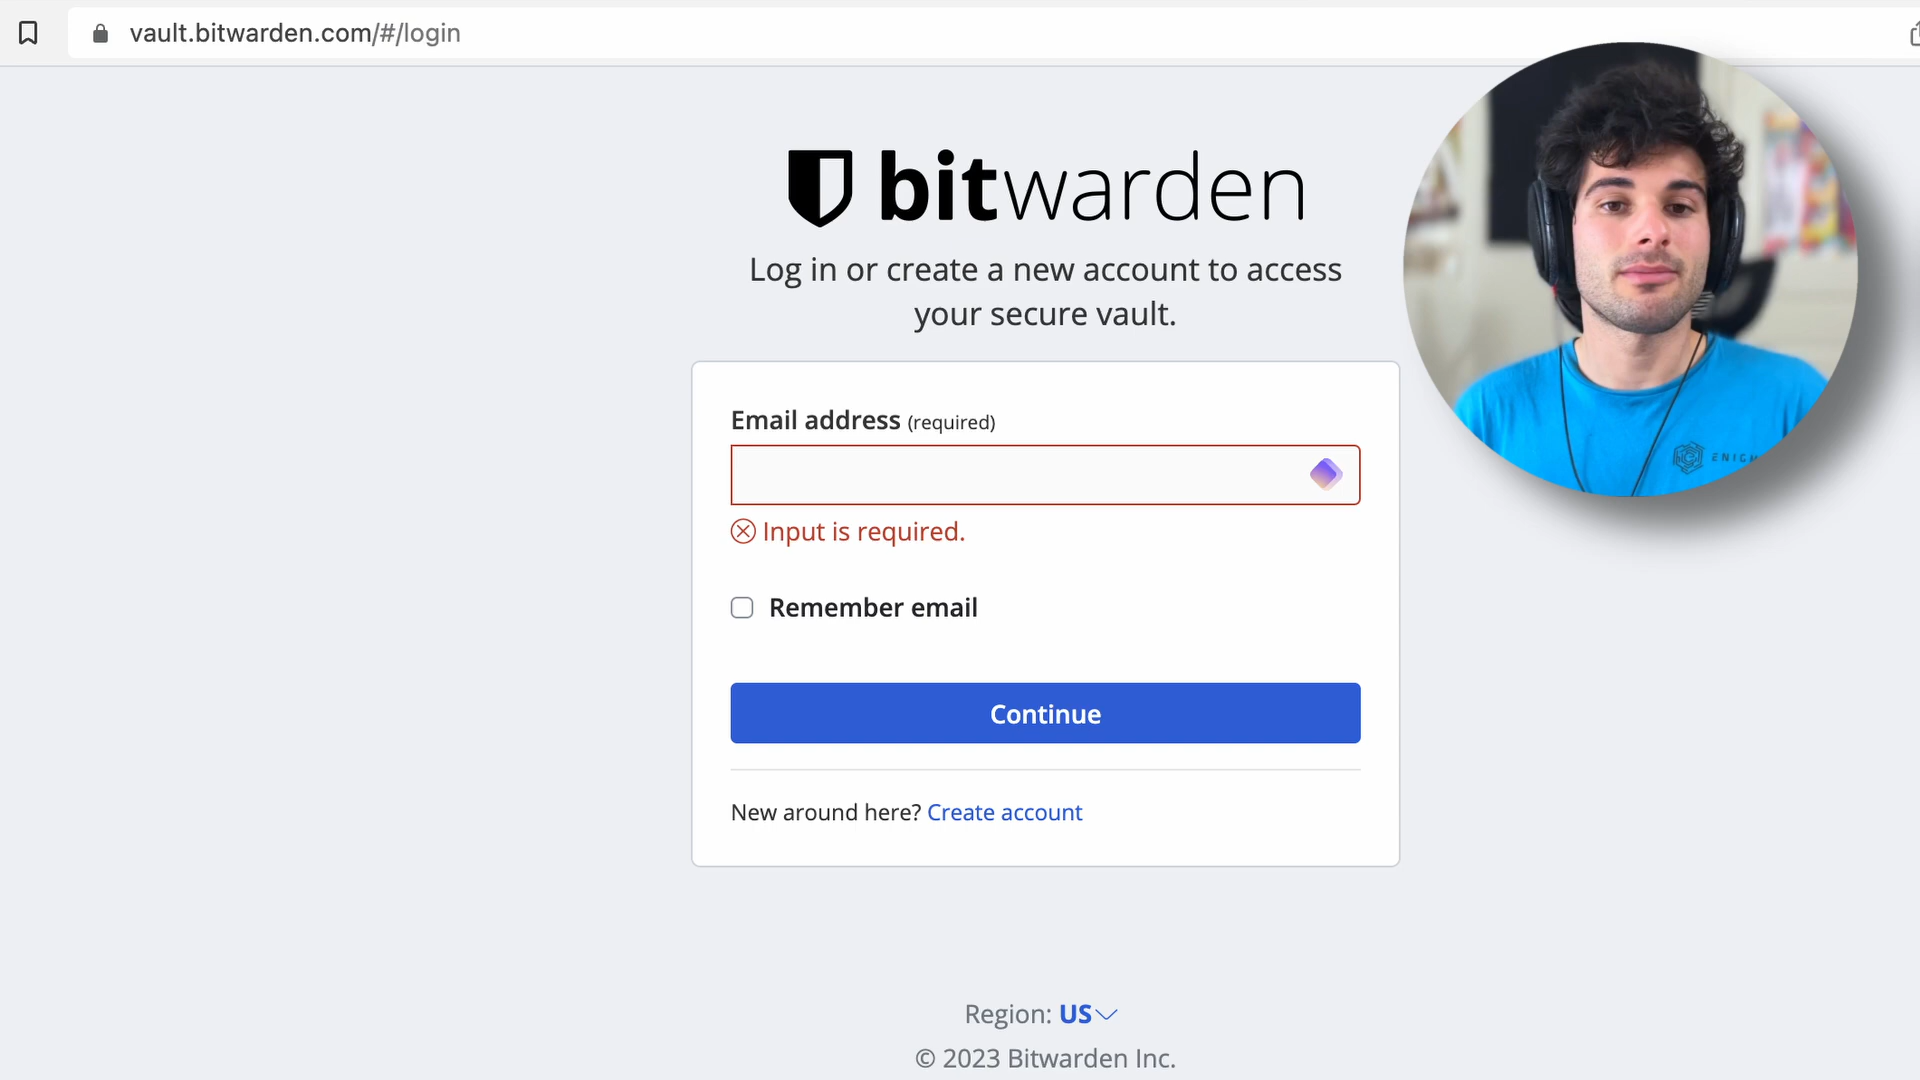 vault.bitwarden.com/#/login
bitwarden
Log in or create a new account to access
your secure vault.
Email address (required)
Input is required.
Remember email
Continue
New around here? Create account
Region: US
© 2023 Bitwarden Inc.